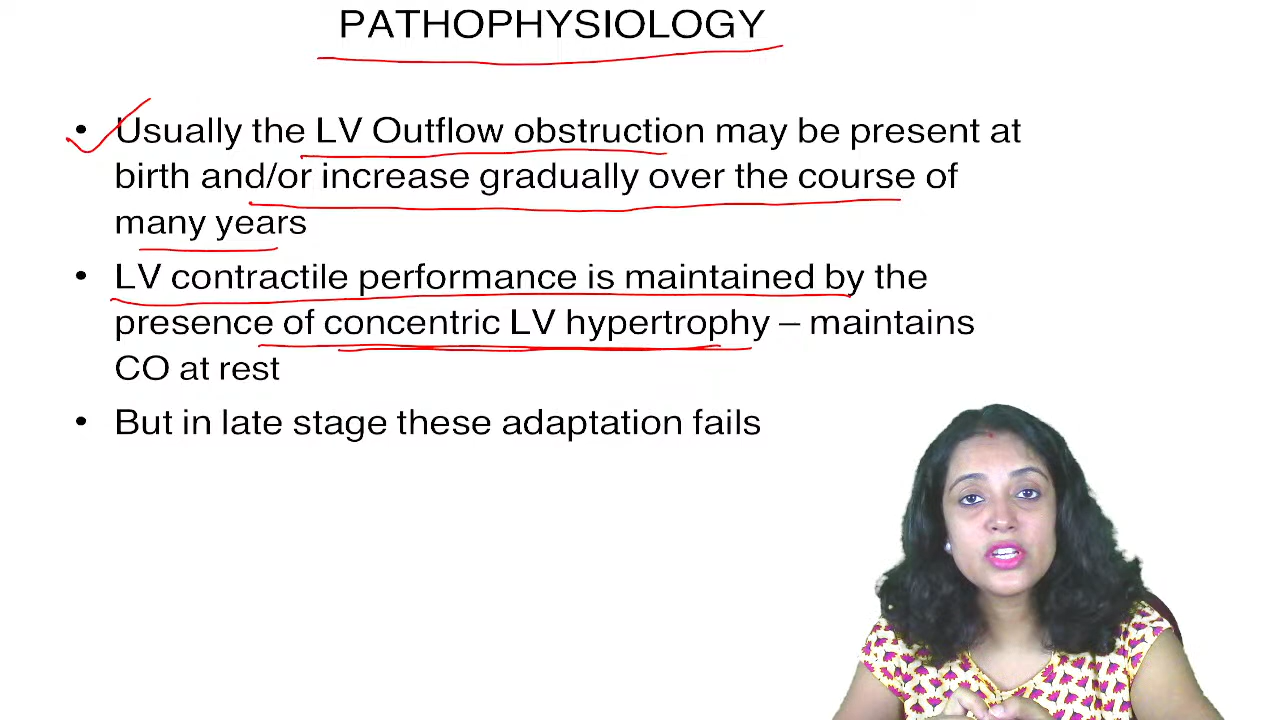 PATHOPHYSIOLOGY
• Usually the LV Outflow obstruction may be present at
birth and/or increase gradually over the course of
many years
• LV contractile performance is maintained by the
presence of concentric LV hypertrophy – maintains
CO at rest
• But in late stage these adaptation fails